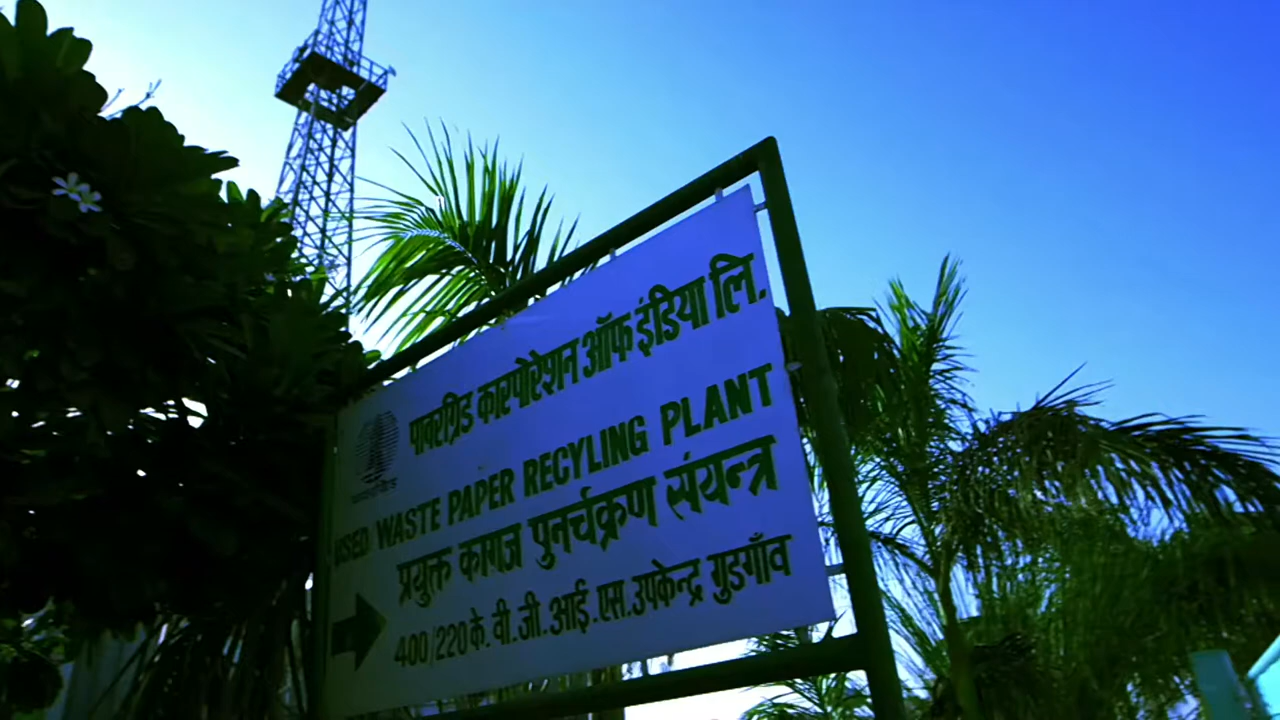 पावरग्रिड कारपोरेशन ऑफ इंडिया लि.
USED WASTE PAPER RECYLING PLANT
प्रयुक्त कागज पुनर्चक्रण संयन्त्र
400/220 के.वी.जी.आई.एस.उपकेन्द्र गुडगाँव